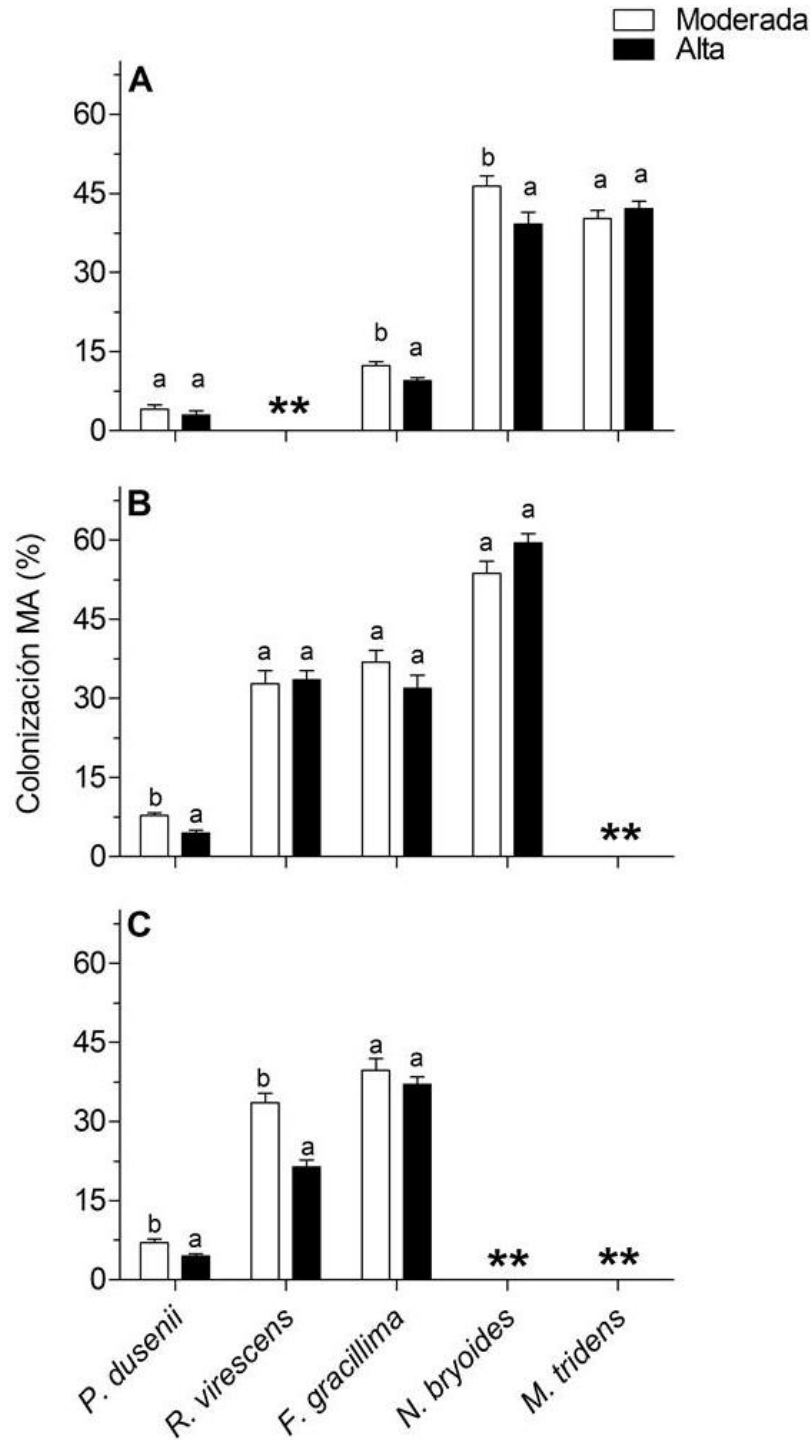 Moderada
Alta
A
60
45
30
15
0
a a
**
b a
b a
a a
B
60
45
30
15
0
b a
a a
a a
a a
**
Colonización MA (%)
C
60
45
30
15
0
b a
b a
a a
**
**
P. dusenii
R. virescens
F. gracillima
N. bryoides
M. tridens